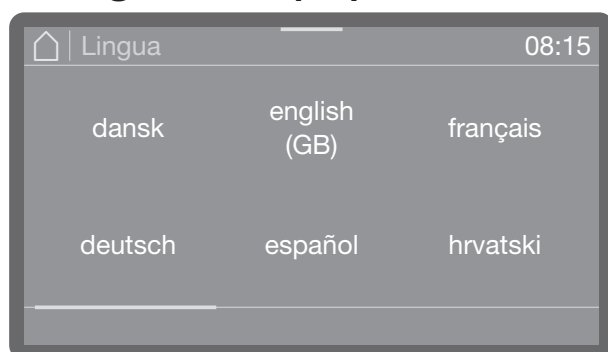 Lingua
08:15
dansk
english
(GB)
français
deutsch
español
hrvatski